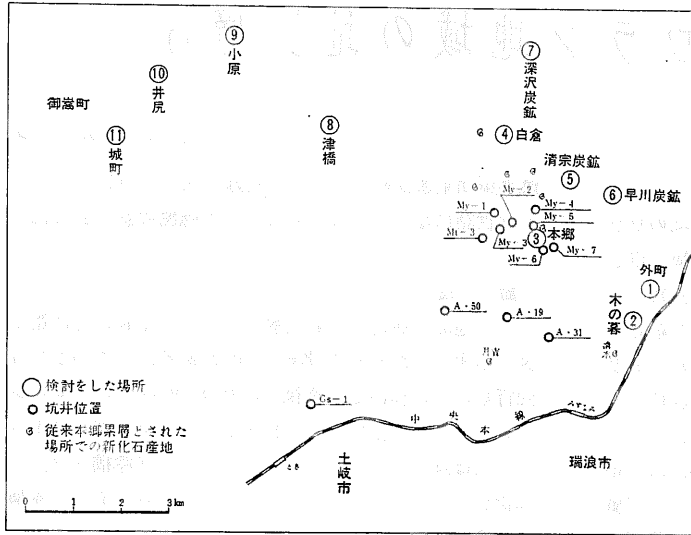 ⑨
小原
⑦
深沢炭鉱
⑩
井尻
御嵩町
⑪
城町
⑧
津橋
④ 白倉
清宗炭鉱
⑤
⑥ 早川炭鉱
My-2
My-1
My-4
My-5
Mt-3
③ 本郷
My-3
My-7
My-6
外町
①
木の暮
②
A・50
A・19
A・31
月吉
Gs-1
検討をした場所
坑井位置
従来本郷累層とされた
場所での新化石産地
中央本線
とき
土岐市
瑞浪市
0 1 2 3km